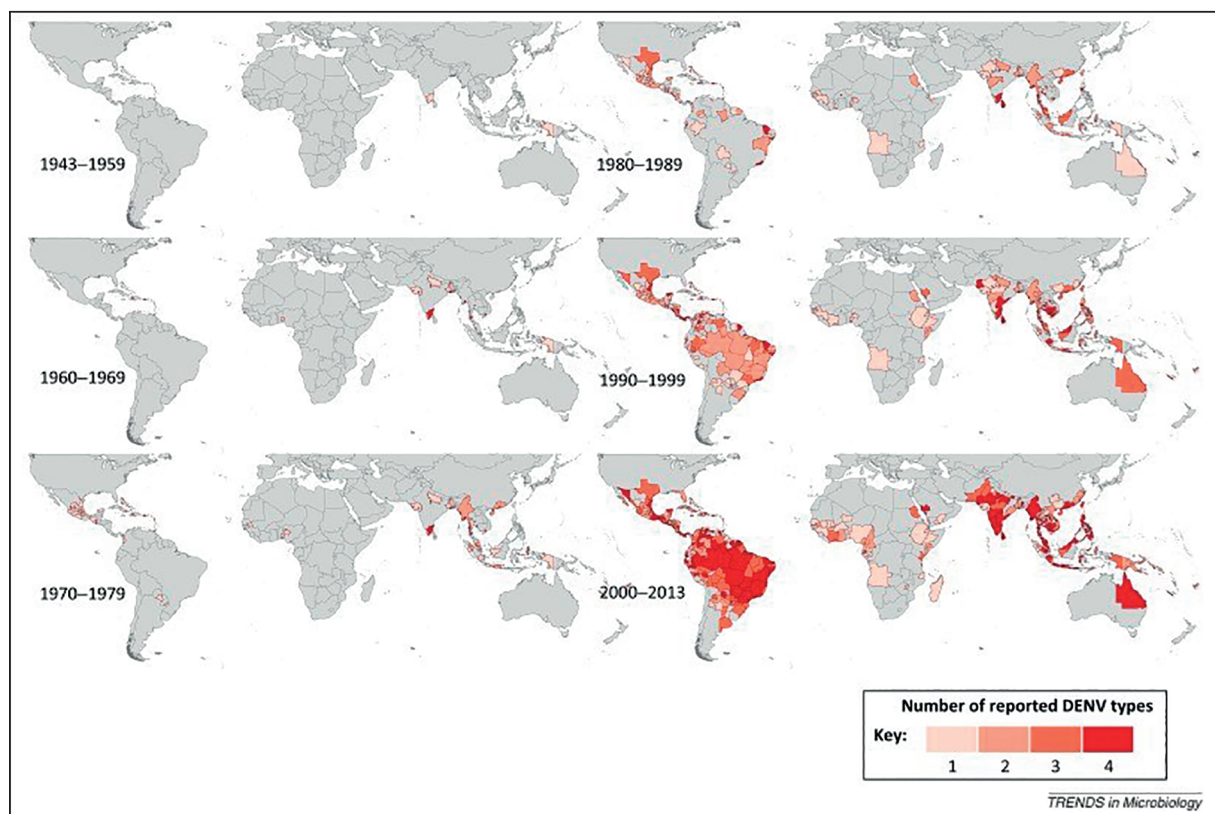 1943–1959
1980–1989
1960–1969
1990–1999
1970–1979
2000–2013
Number of reported DENV types
Key:
1 2 3 4
TRENDS in Microbiology